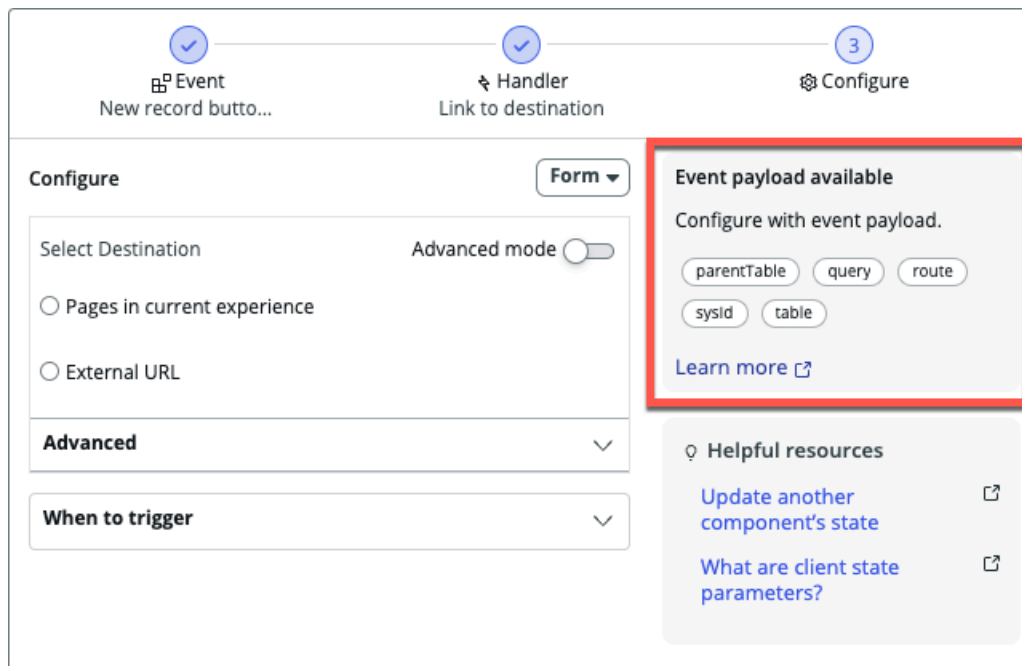 3
Event
Handler
Configure
New record butto...
Link to destination
Configure
Form
Select Destination
Advanced mode
Pages in current experience
External URL
Advanced
When to trigger
Event payload available
Configure with event payload.
parentTable query route
sysId table
Learn more
Helpful resources
Update another
component's state
What are client state
parameters?